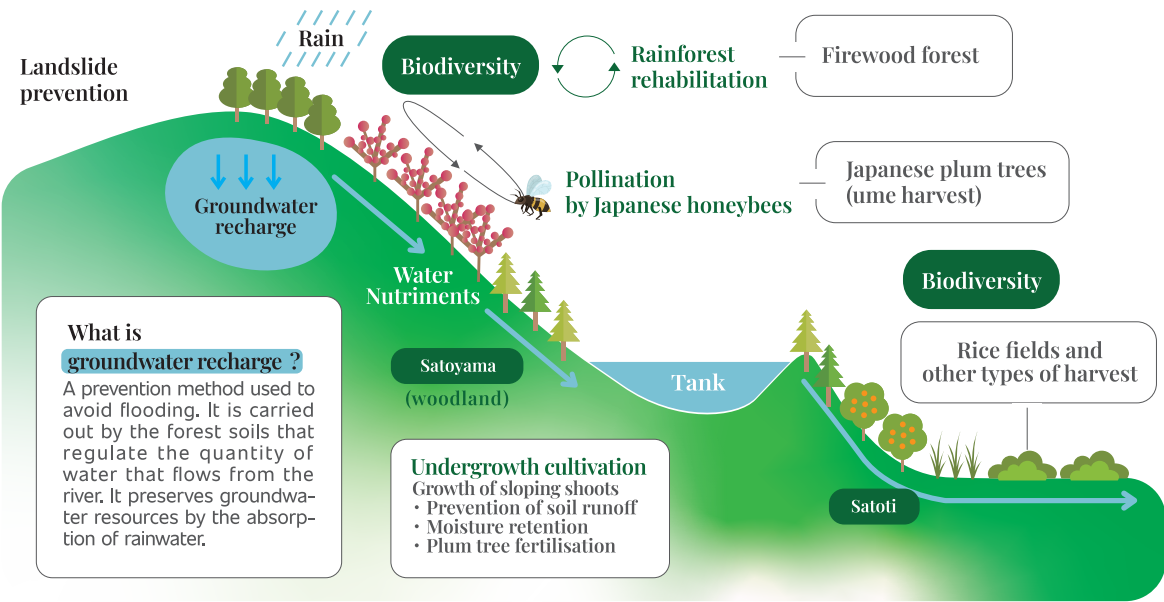 Rain
Landslide
prevention
Biodiversity
Rainforest
rehabilitation
Firewood forest
Groundwater
recharge
Pollination
by Japanese honeybees
Japanese plum trees
(ume harvest)
Water
Nutriments
Biodiversity
Rice fields and
other types of harvest
What is
groundwater recharge ?
A prevention method used to
avoid flooding. It is carried
out by the forest soils that
regulate the quantity of
water that flows from the
river. It preserves groundwa-
ter resources by the absorp-
tion of rainwater.
Satoyama
(woodland)
Tank
Undergrowth cultivation
Growth of sloping shoots
· Prevention of soil runoff
· Moisture retention
· Plum tree fertilisation
Satoti